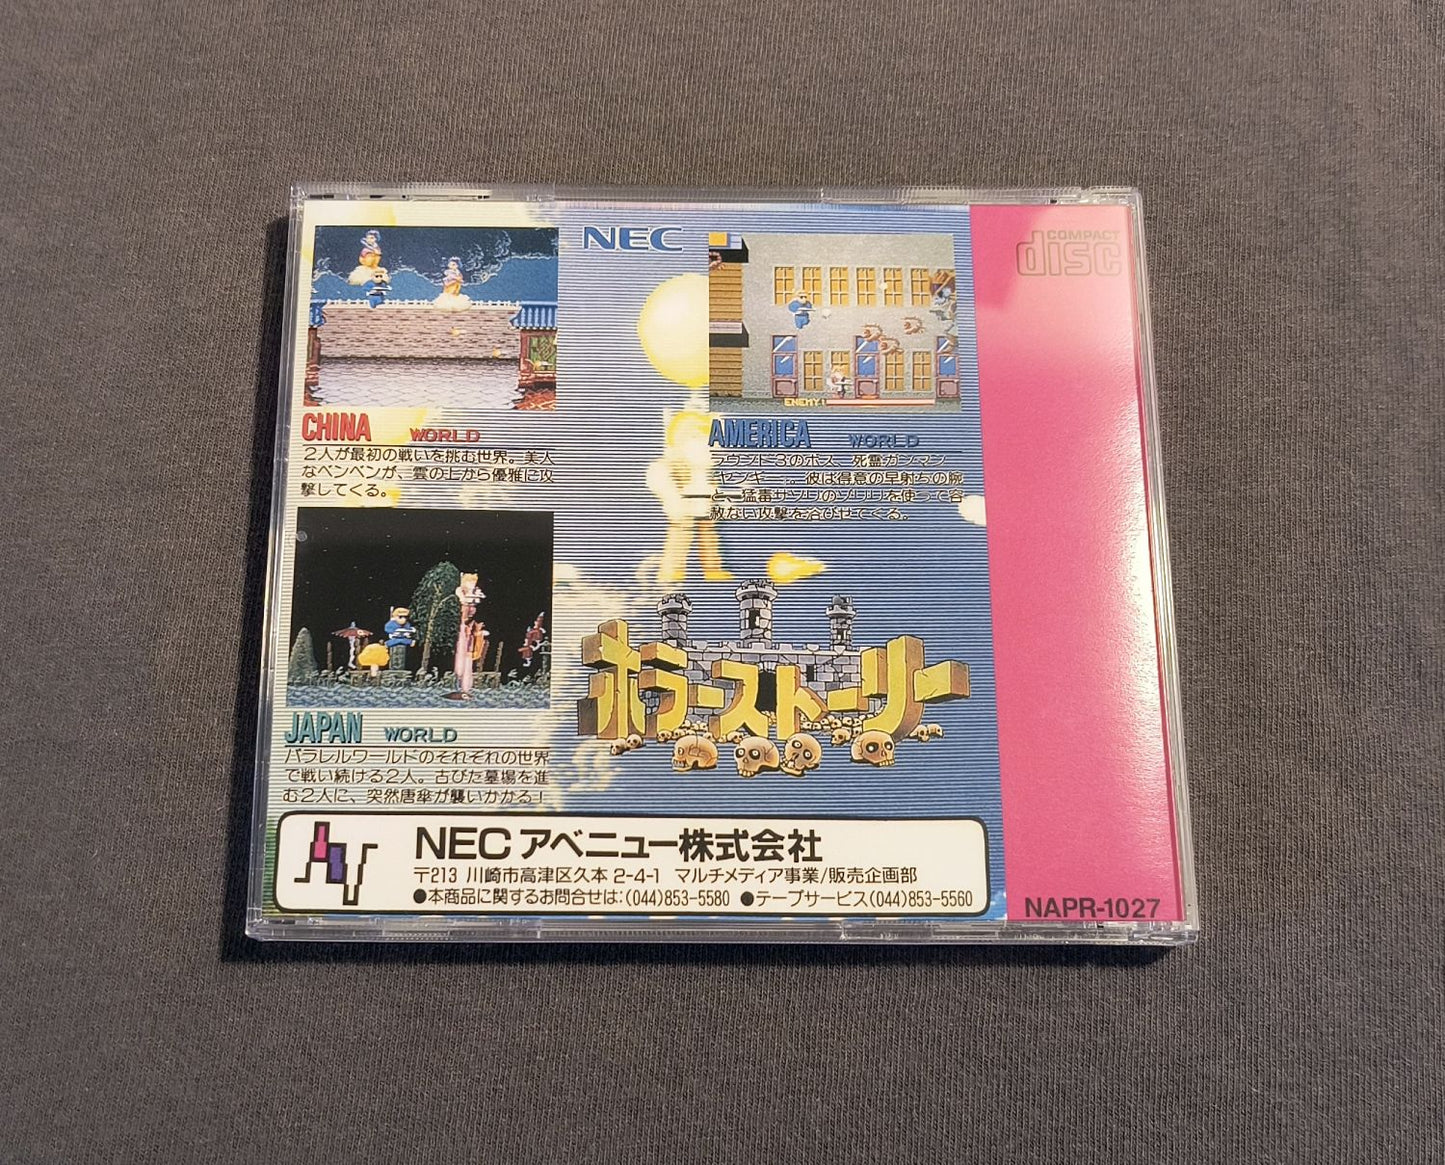 NEC
COMPACT
disc
CHINA WORLD
2人が最初の戦いを挑む世界。美人
なペンペンが、雲の上から優雅に攻
撃してくる。
ENEMY:
AMERICA WORLD
ラウンド3のボス、死霊ガンマン
ヤンキー。彼は得意の早射ちの腕
と、猛毒サソリのソリリを使って容
赦ない攻撃を浴びせてくる。
JAPAN WORLD
パラレルワールドのそれぞれの世界
で戦い続ける2人。古びた墓場を進
む2人に、突然唐傘が襲いかかる!
ホラーストーリー
NECアベニュー株式会社
〒213 川崎市高津区久本 2-4-1 マルチメディア事業/販売企画部
●本商品に関するお問合せは:(044)853-5580 ●テープサービス(044)853-5560
NAPR-1027